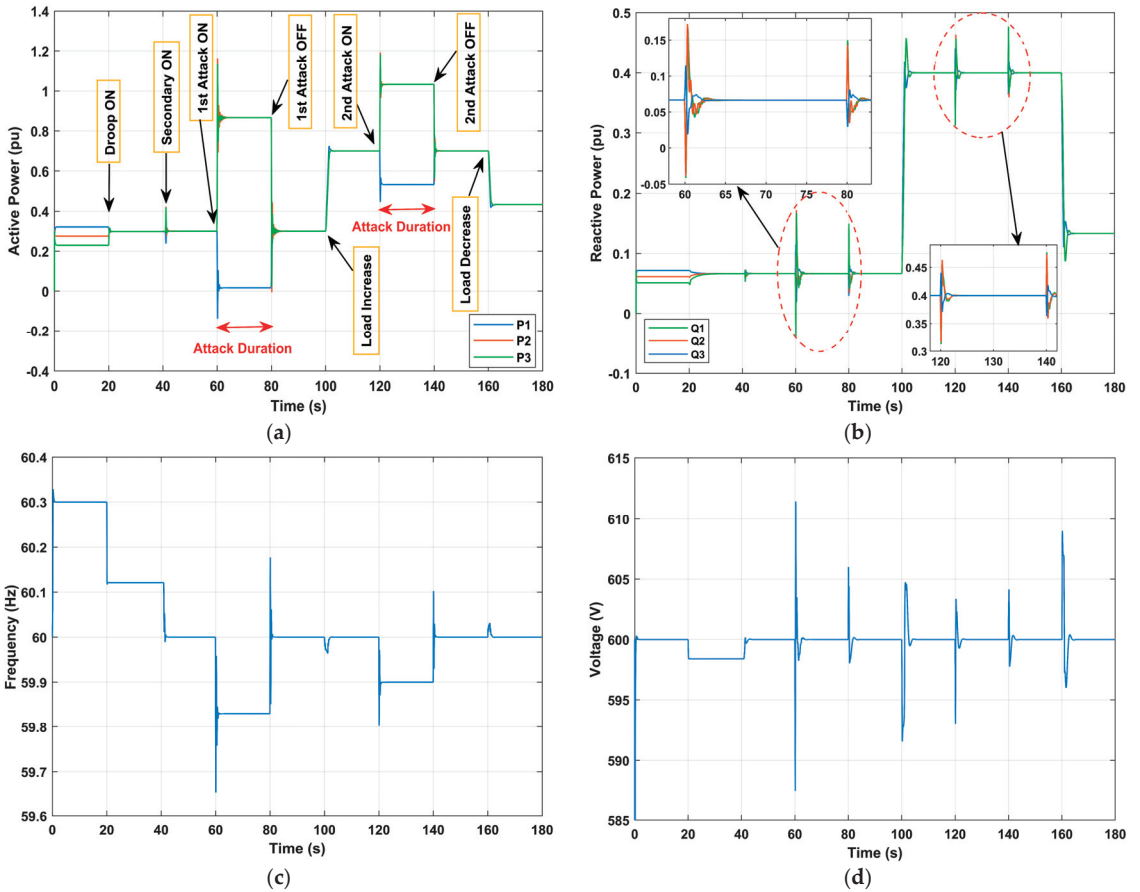 Active Power (pu)
1.4
1.2
1
0.8
0.6
0.4
0.2
0
-0.2
-0.4
0 20 40 60 80 100 120 140 160 180
Time (s)
Droop ON
Secondary ON
1st Attack ON
1st Attack OFF
2nd Attack ON
2nd Attack OFF
Load Increase
Load Decrease
Attack Duration
Attack Duration
P1
P2
P3
(a)
Reactive Power (pu)
0.5
0.4
0.3
0.2
0.1
0
-0.1
0 20 40 60 80 100 120 140 160 180
Time (s)
0.15
0.1
0.05
0
-0.05
60 65 70 75 80
0.45
0.4
0.35
0.3
120 130 140
Q1
Q2
Q3
(b)
Frequency (Hz)
60.4
60.3
60.2
60.1
60
59.9
59.8
59.7
59.6
0 20 40 60 80 100 120 140 160 180
Time (s)
(c)
Voltage (V)
615
610
605
600
595
590
585
0 20 40 60 80 100 120 140 160 180
Time (s)
(d)